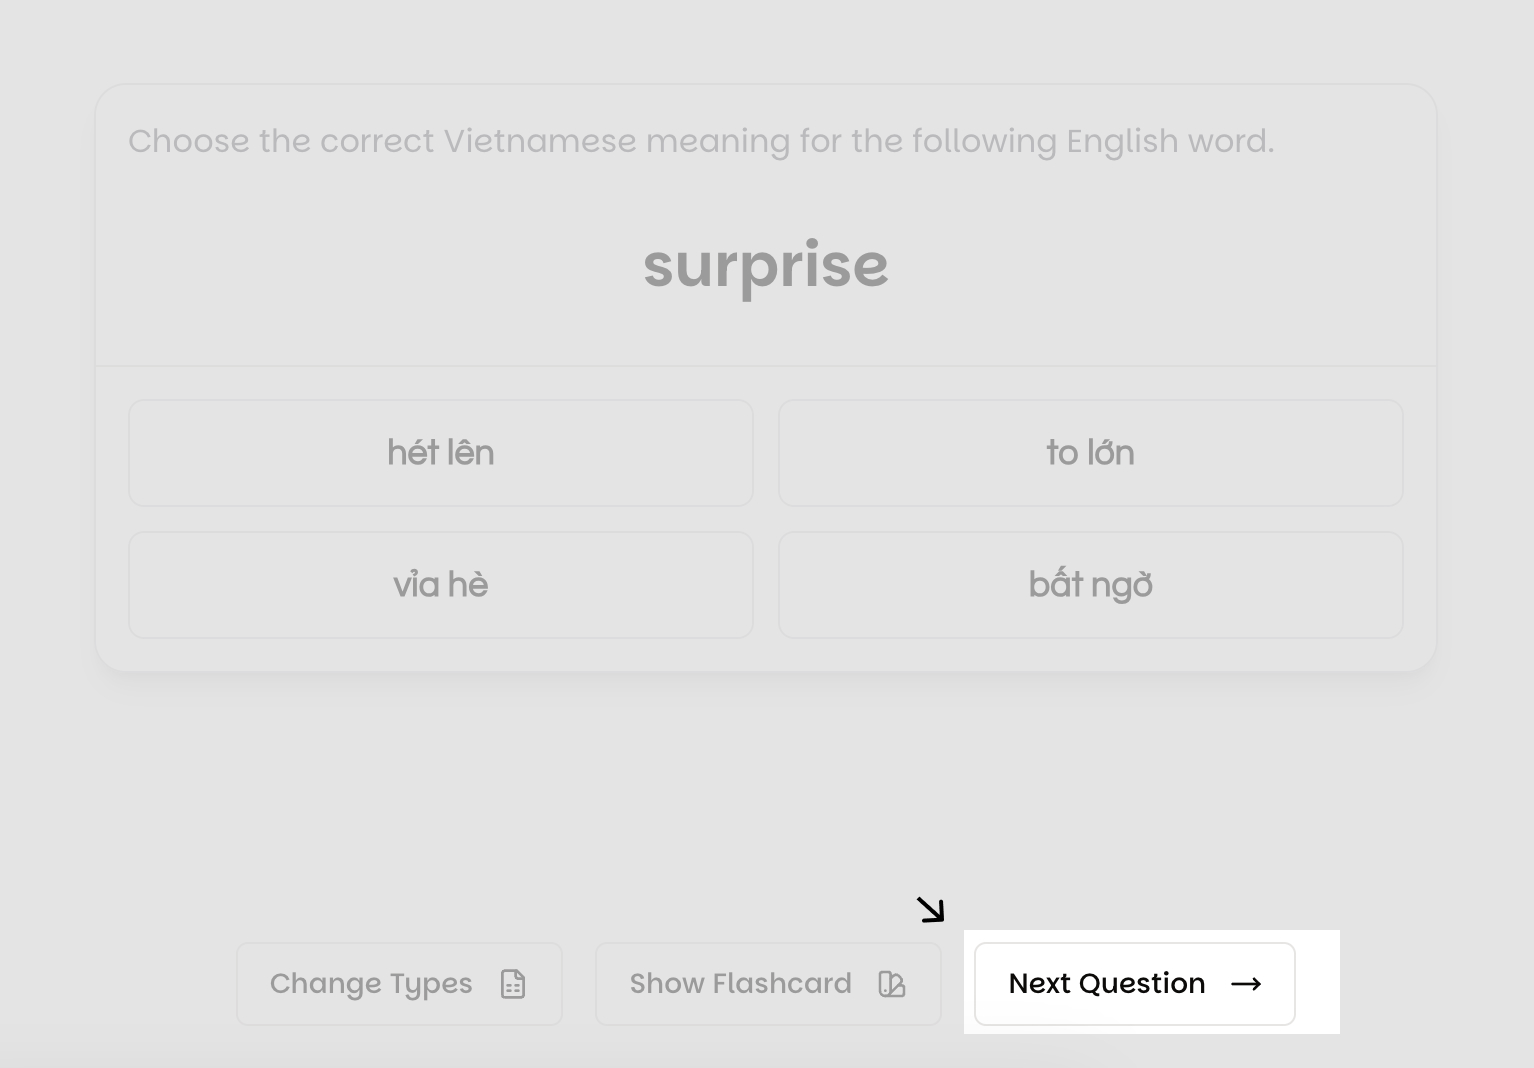 Choose the correct Vietnamese meaning for the following English word.
surprise
hét lên
to lớn
vỉa hè
bất ngờ
Change Types
Show Flashcard
Next Question